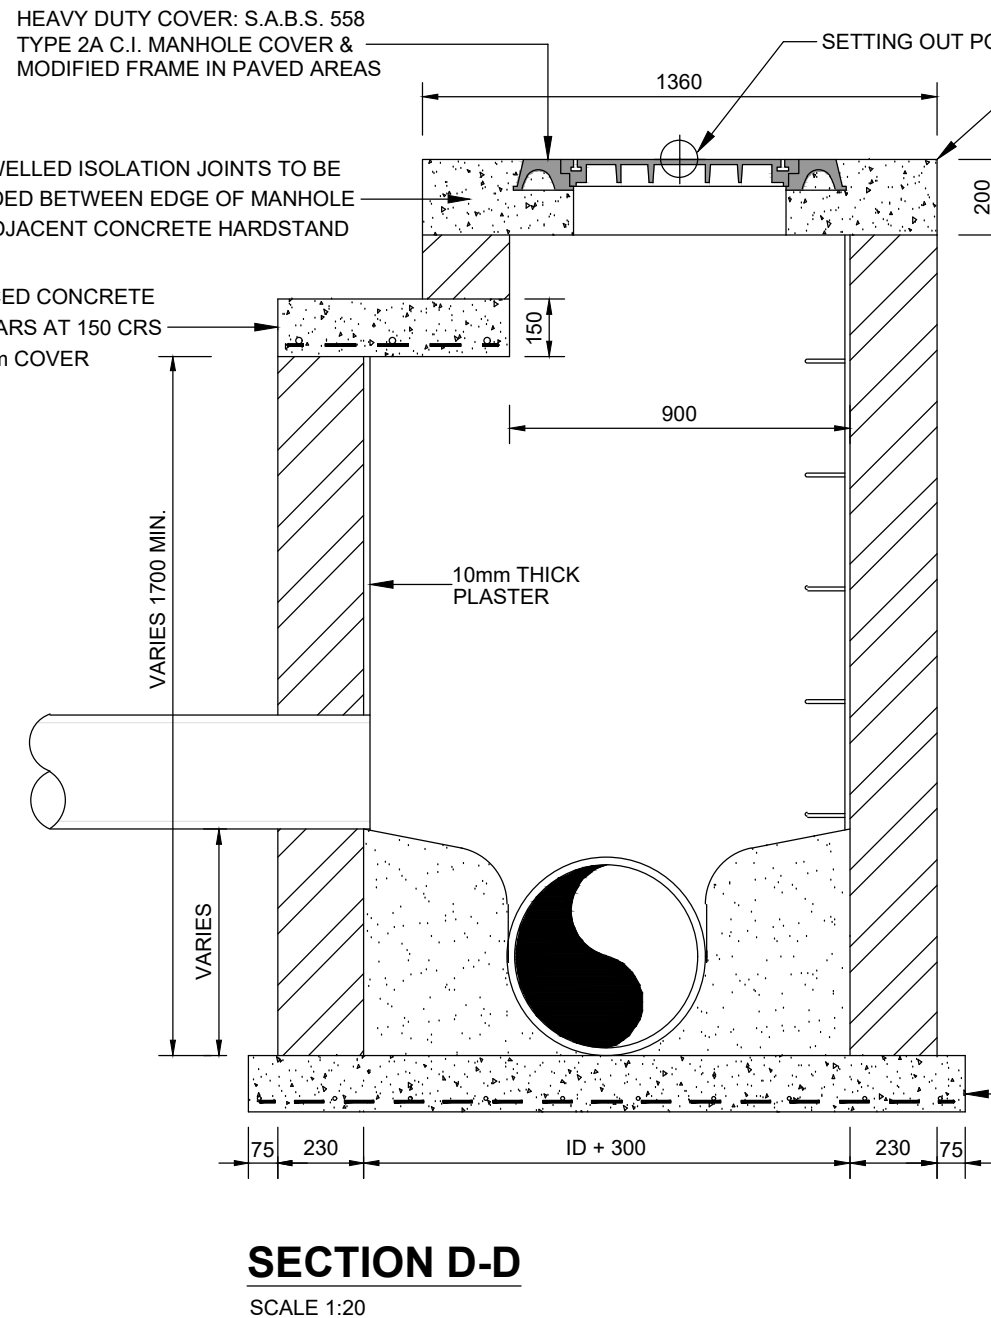 HEAVY DUTY COVER: S.A.B.S. 558
TYPE 2A C.I. MANHOLE COVER &
MODIFIED FRAME IN PAVED AREAS
SETTING OUT
1360
WELLED ISOLATION JOINTS TO BE
DED BETWEEN EDGE OF MANHOLE
DJACENT CONCRETE HARDSTAND
200
CED CONCRETE
ARS AT 150 CRS
COVER
150
900
VARIES 1700 MIN.
10mm THICK
PLASTER
VARIES
75
230
ID + 300
230
75
SECTION D-D
SCALE 1:20